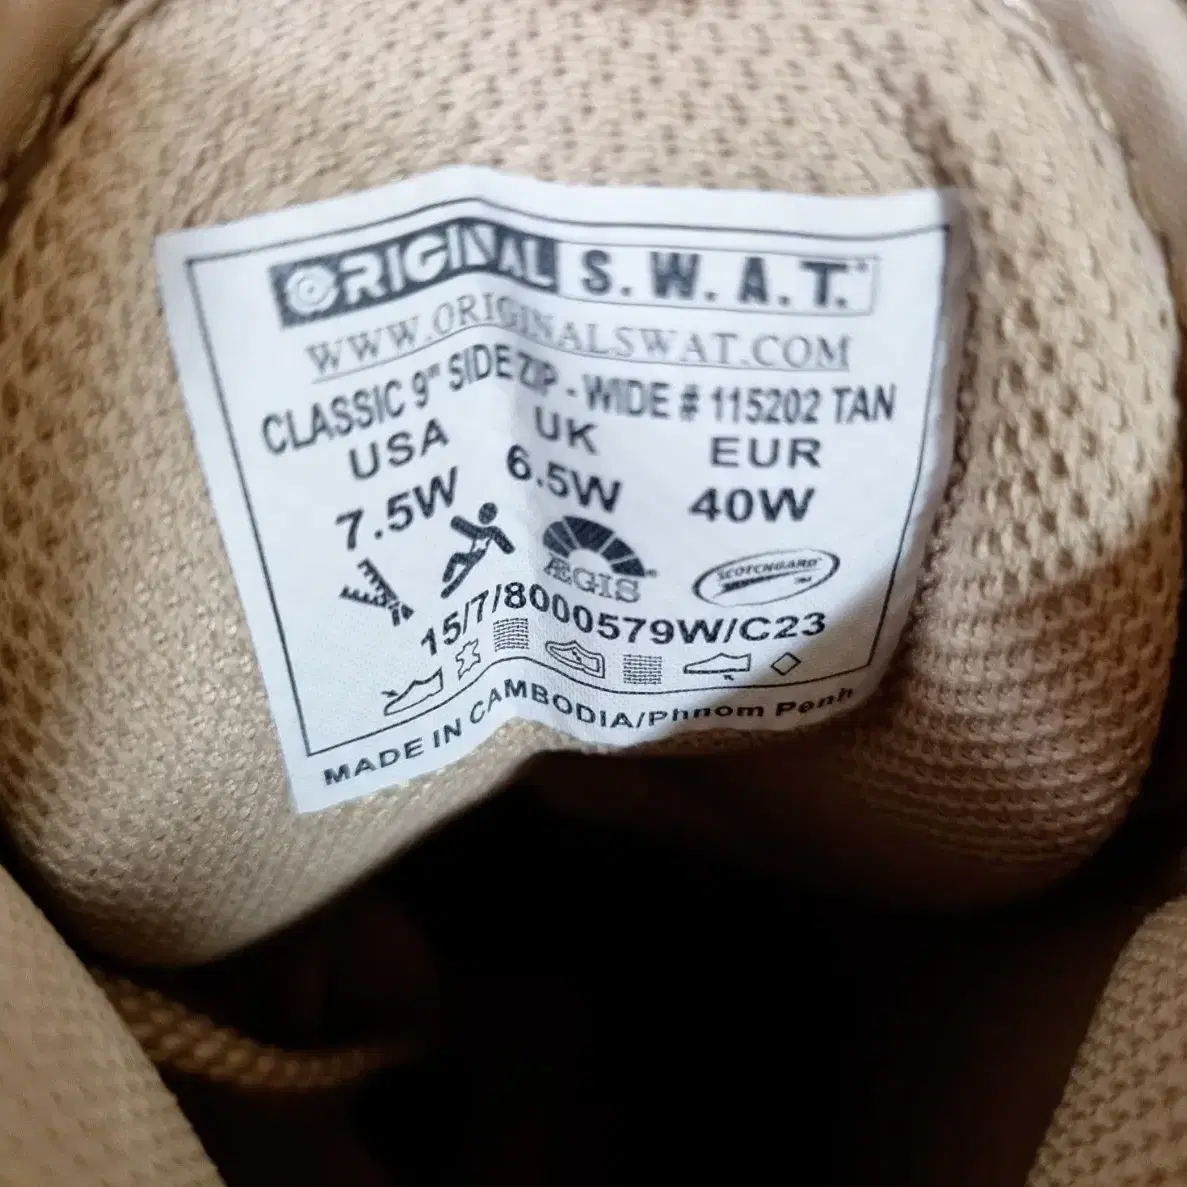 ORIGINAL S.W.A.T.
WWW.ORIGINALSWAT.COM
CLASSIC 9" SIDE ZIP - WIDE # 115202 TAN
USA UK EUR
7.5W 6.5W 40W
ÆGIS SCOTCHGARD™
15/7/8000579W/C23
MADE IN CAMBODIA/Phnom Penh